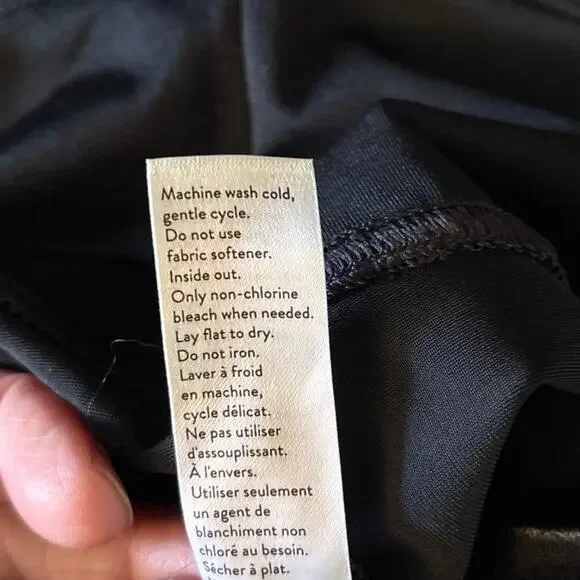 Machine wash cold,
gentle cycle.
Do not use
fabric softener.
Inside out.
Only non-chlorine
bleach when needed.
Lay flat to dry.
Do not iron.
Laver à froid
en machine,
cycle délicat.
Ne pas utiliser
d'assouplissant.
À l'envers.
Utiliser seulement
un agent de
blanchiment non
chloré au besoin.
Sécher à plat.